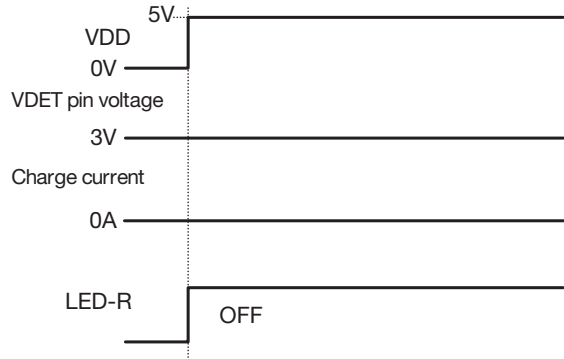 5V
VDD
0V
VDET pin voltage
3V
Charge current
0A
LED-R
OFF